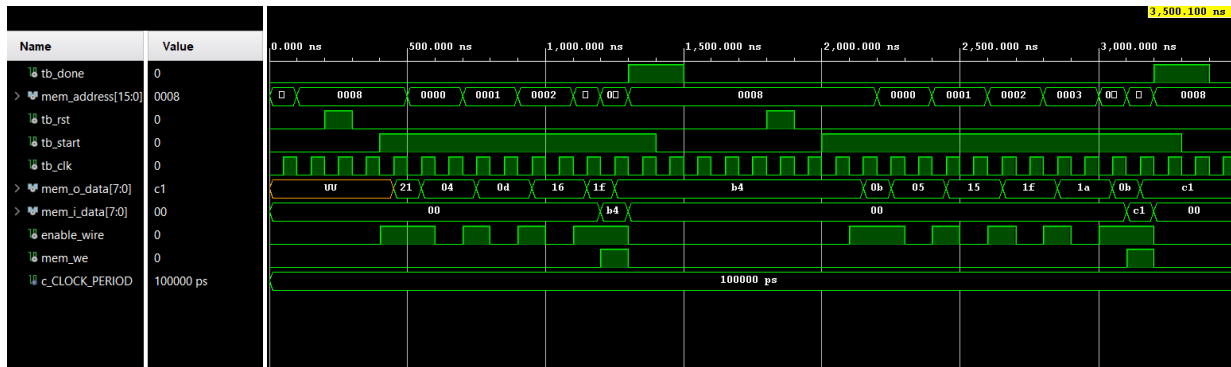 3,500.100 ns
Name Value 0.000 ns 500.000 ns 1,000.000 ns 1,500.000 ns 2,000.000 ns 2,500.000 ns 3,000.000 ns
tb_done 0
mem_address[15:0] 0008 0008 0000 0001 0002 0 0008 0000 0001 0002 0003 0 0008
tb_rst 0
tb_start 0
tb_clk 0
mem_o_data[7:0] c1 UU 21 04 0d 16 1f b4 0b 05 15 1f 1a 0b c1
mem_i_data[7:0] 00 00 b4 00 c1 00
enable_wire 0
mem_we 0
c_CLOCK_PERIOD 100000 ps 100000 ps